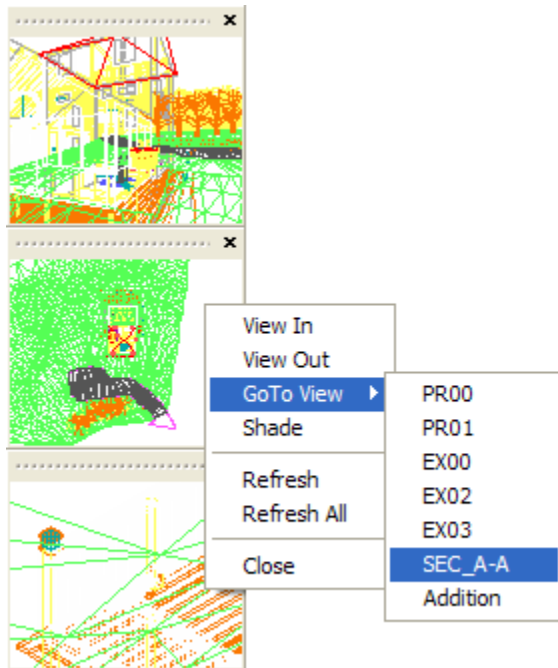 View In
View Out
GoTo View
Shade
Refresh
Refresh All
Close
PR00
PR01
EX00
EX02
EX03
SEC_A-A
Addition